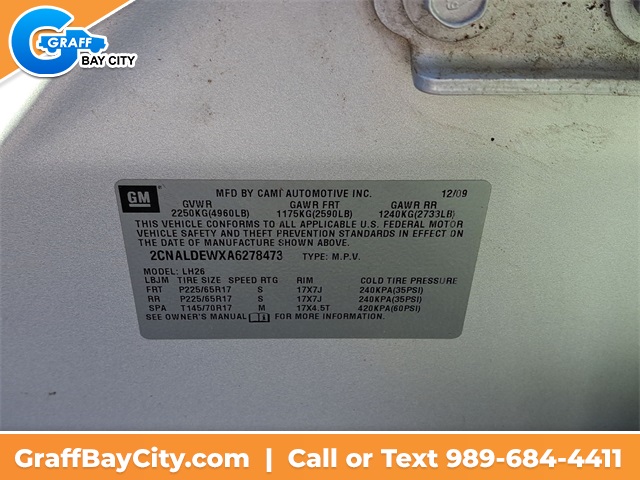 GRAFF
BAY CITY
GM
MFD BY CAMI AUTOMOTIVE INC. 12/09
GVWR GAWR FRT GAWR RR
2250KG(4960LB) 1175KG(2590LB) 1240KG(2733LB)
THIS VEHICLE CONFORMS TO ALL APPLICABLE U.S. FEDERAL MOTOR
VEHICLE SAFETY AND THEFT PREVENTION STANDARDS IN EFFECT ON
THE DATE OF MANUFACTURE SHOWN ABOVE.
2CNALDEWXA6278473 TYPE: M.P.V.
MODEL: LH26
LBJM TIRE SIZE SPEED RTG RIM COLD TIRE PRESSURE
FRT P225/65R17 S 17X7J 240KPA(35PSI)
RR P225/65R17 S 17X7J 240KPA(35PSI)
SPA T145/70R17 M 17X4.5T 420KPA(60PSI)
SEE OWNER'S MANUAL FOR MORE INFORMATION.
GraffBayCity.com | Call or Text 989-684-4411